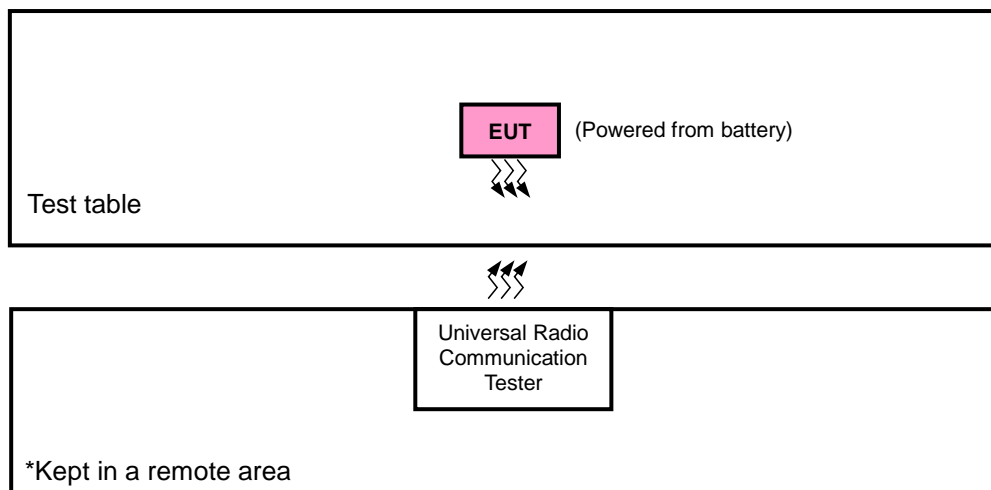 EUT
(Powered from battery)
Test table
Universal Radio
Communication
Tester
*Kept in a remote area